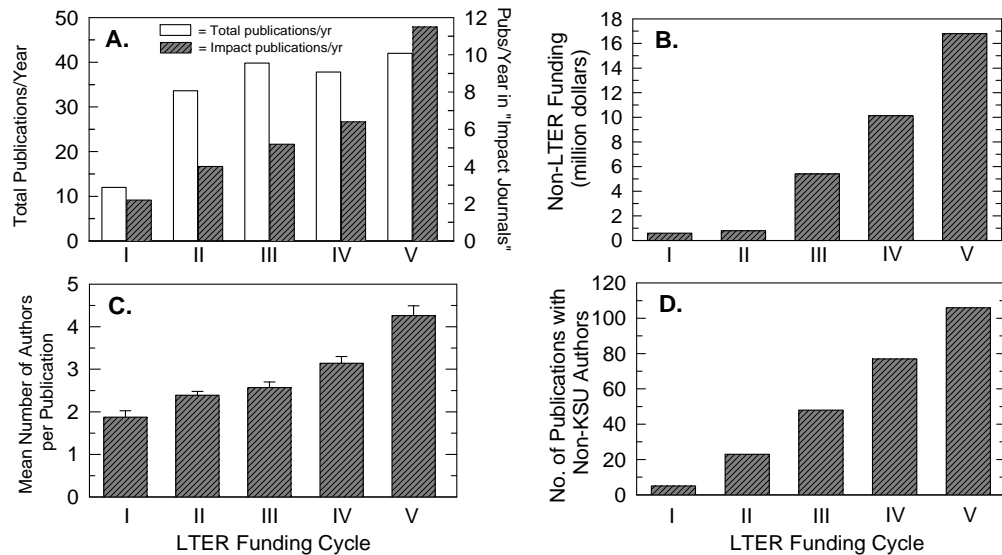 A.
= Total publications/yr
= Impact publications/yr
Total Publications/Year
50
40
30
20
10
0
Pubs/Year in "Impact Journals"
12
10
8
6
4
2
0
I II III IV V
B.
Non-LTER Funding
(million dollars)
18
16
14
12
10
8
6
4
2
0
I II III IV V
C.
Mean Number of Authors
per Publication
5
4
3
2
1
0
I II III IV V
LTER Funding Cycle
D.
No. of Publications with
Non-KSU Authors
120
100
80
60
40
20
0
I II III IV V
LTER Funding Cycle